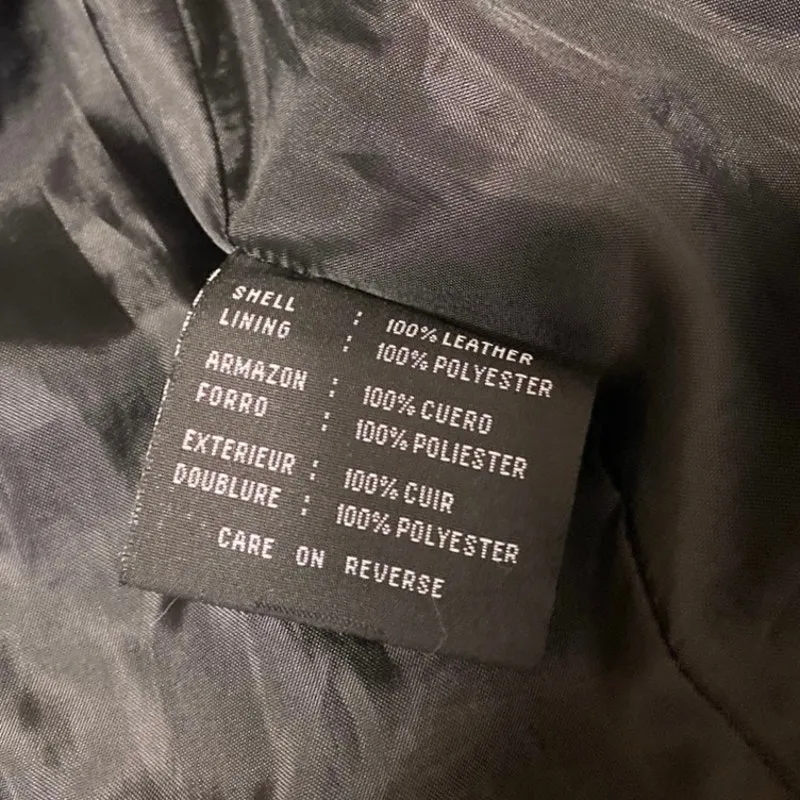 SHELL : 100% LEATHER
LINING : 100% POLYESTER
ARMAZON : 100% CUERO
FORRO : 100% POLIESTER
EXTERIEUR : 100% CUIR
DOUBLURE : 100% POLYESTER
CARE ON REVERSE